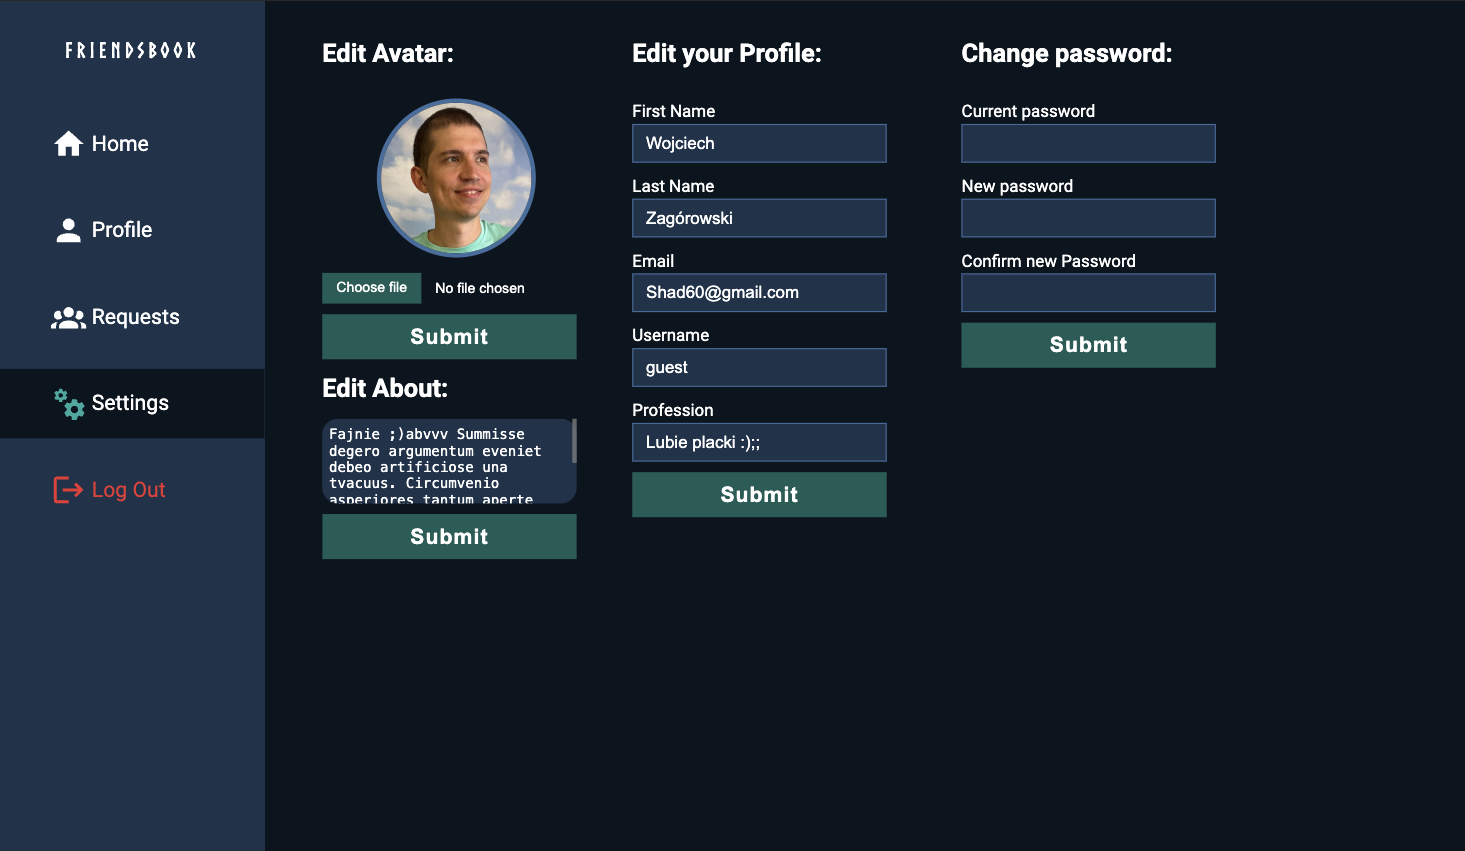 FRIENDSBOOK
Home
Profile
Requests
Settings
Log Out
Edit Avatar:
Choose file No file chosen
Submit
Edit About:
Fajnie ;)abvvv Summisse
degero argumentum eveniet
debeo artificiose una
tvacuus. Circumvenio
asperiores tantum aperte
Submit
Edit your Profile:
First Name
Wojciech
Last Name
Zagórowski
Email
Shad60@gmail.com
Username
guest
Profession
Lubie placki :);;
Submit
Change password:
Current password
New password
Confirm new Password
Submit